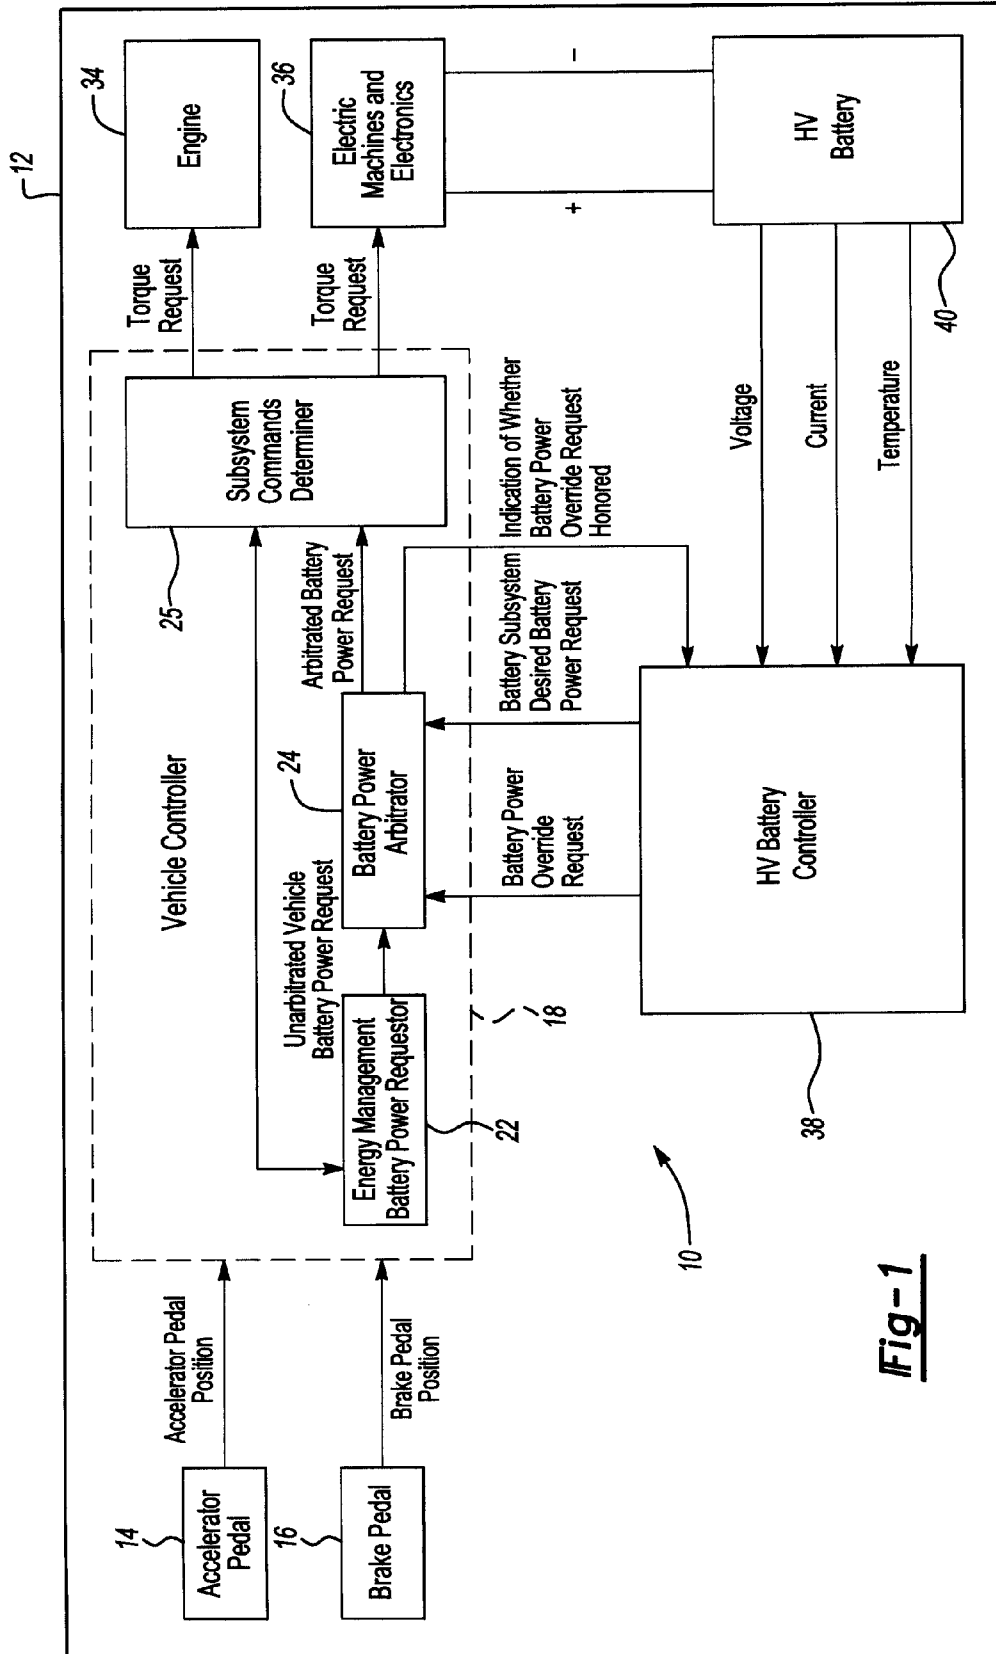 12
Accelerator
Pedal
14
Accelerator Pedal
Position
Brake Pedal
16
Brake Pedal
Position
Vehicle Controller
18
Energy Management
Battery Power Requestor
22
Unarbitrated Vehicle
Battery Power Request
Battery Power
Arbitrator
24
Arbitrated Battery
Power Request
Subsystem
Commands
Determiner
25
Torque
Request
Engine
34
Torque
Request
Electric
Machines and
Electronics
36
+
−
Battery Power
Override
Request
Battery Subsystem
Desired Battery
Power Request
Indication of Whether
Battery Power
Override Request
Honored
HV Battery
Controller
38
Voltage
Current
Temperature
HV
Battery
40
10
Fig-1